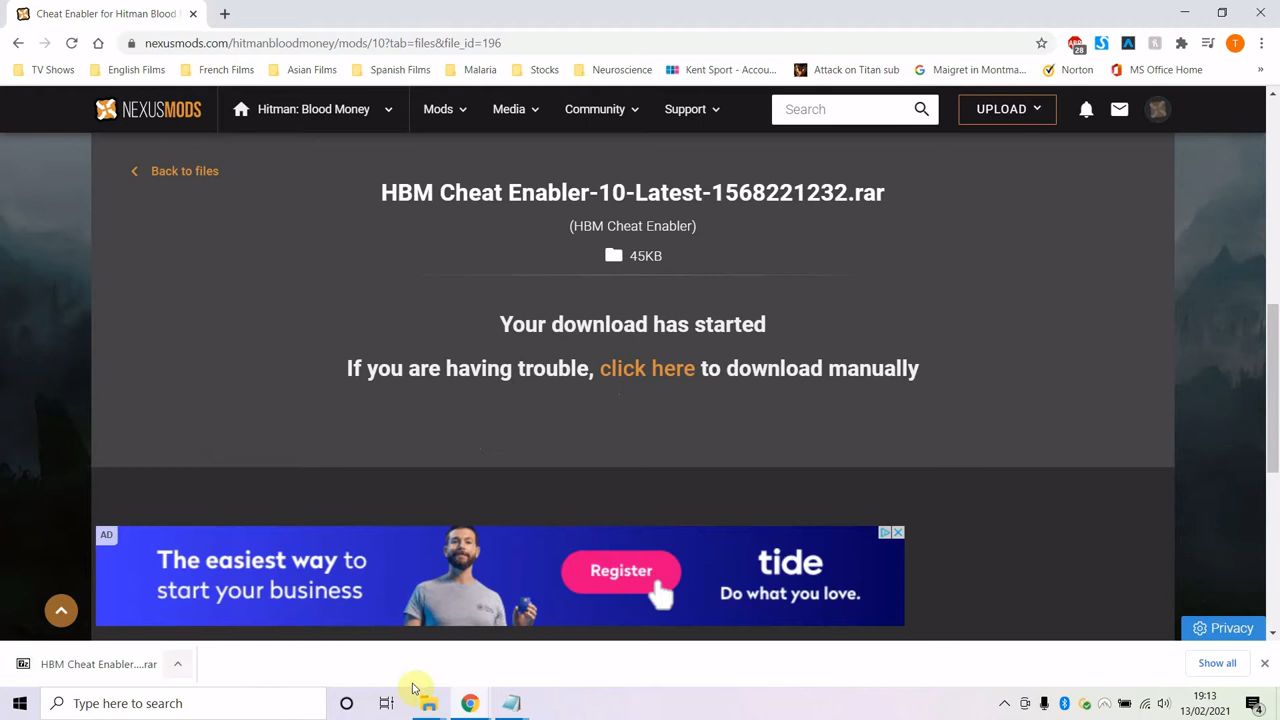 Cheat Enabler for Hitman Blood
nexusmods.com/hitmanbloodmoney/mods/10?tab=files&file_id=196
ABP
28
T
TV Shows English Films French Films Asian Films Spanish Films Malaria Stocks Neuroscience Kent Sport - Accou... Attack on Titan sub Maigret in Montma... Norton MS Office Home »
NEXUSMODS Hitman: Blood Money Mods Media Community Support Search UPLOAD
Back to files
HBM Cheat Enabler-10-Latest-1568221232.rar
(HBM Cheat Enabler)
45KB
Your download has started
If you are having trouble, click here to download manually
AD
The easiest way to
start your business
Register
tide
Do what you love.
Privacy
7z HBM Cheat Enabler....rar Show all
Type here to search
19:13
13/02/2021
4